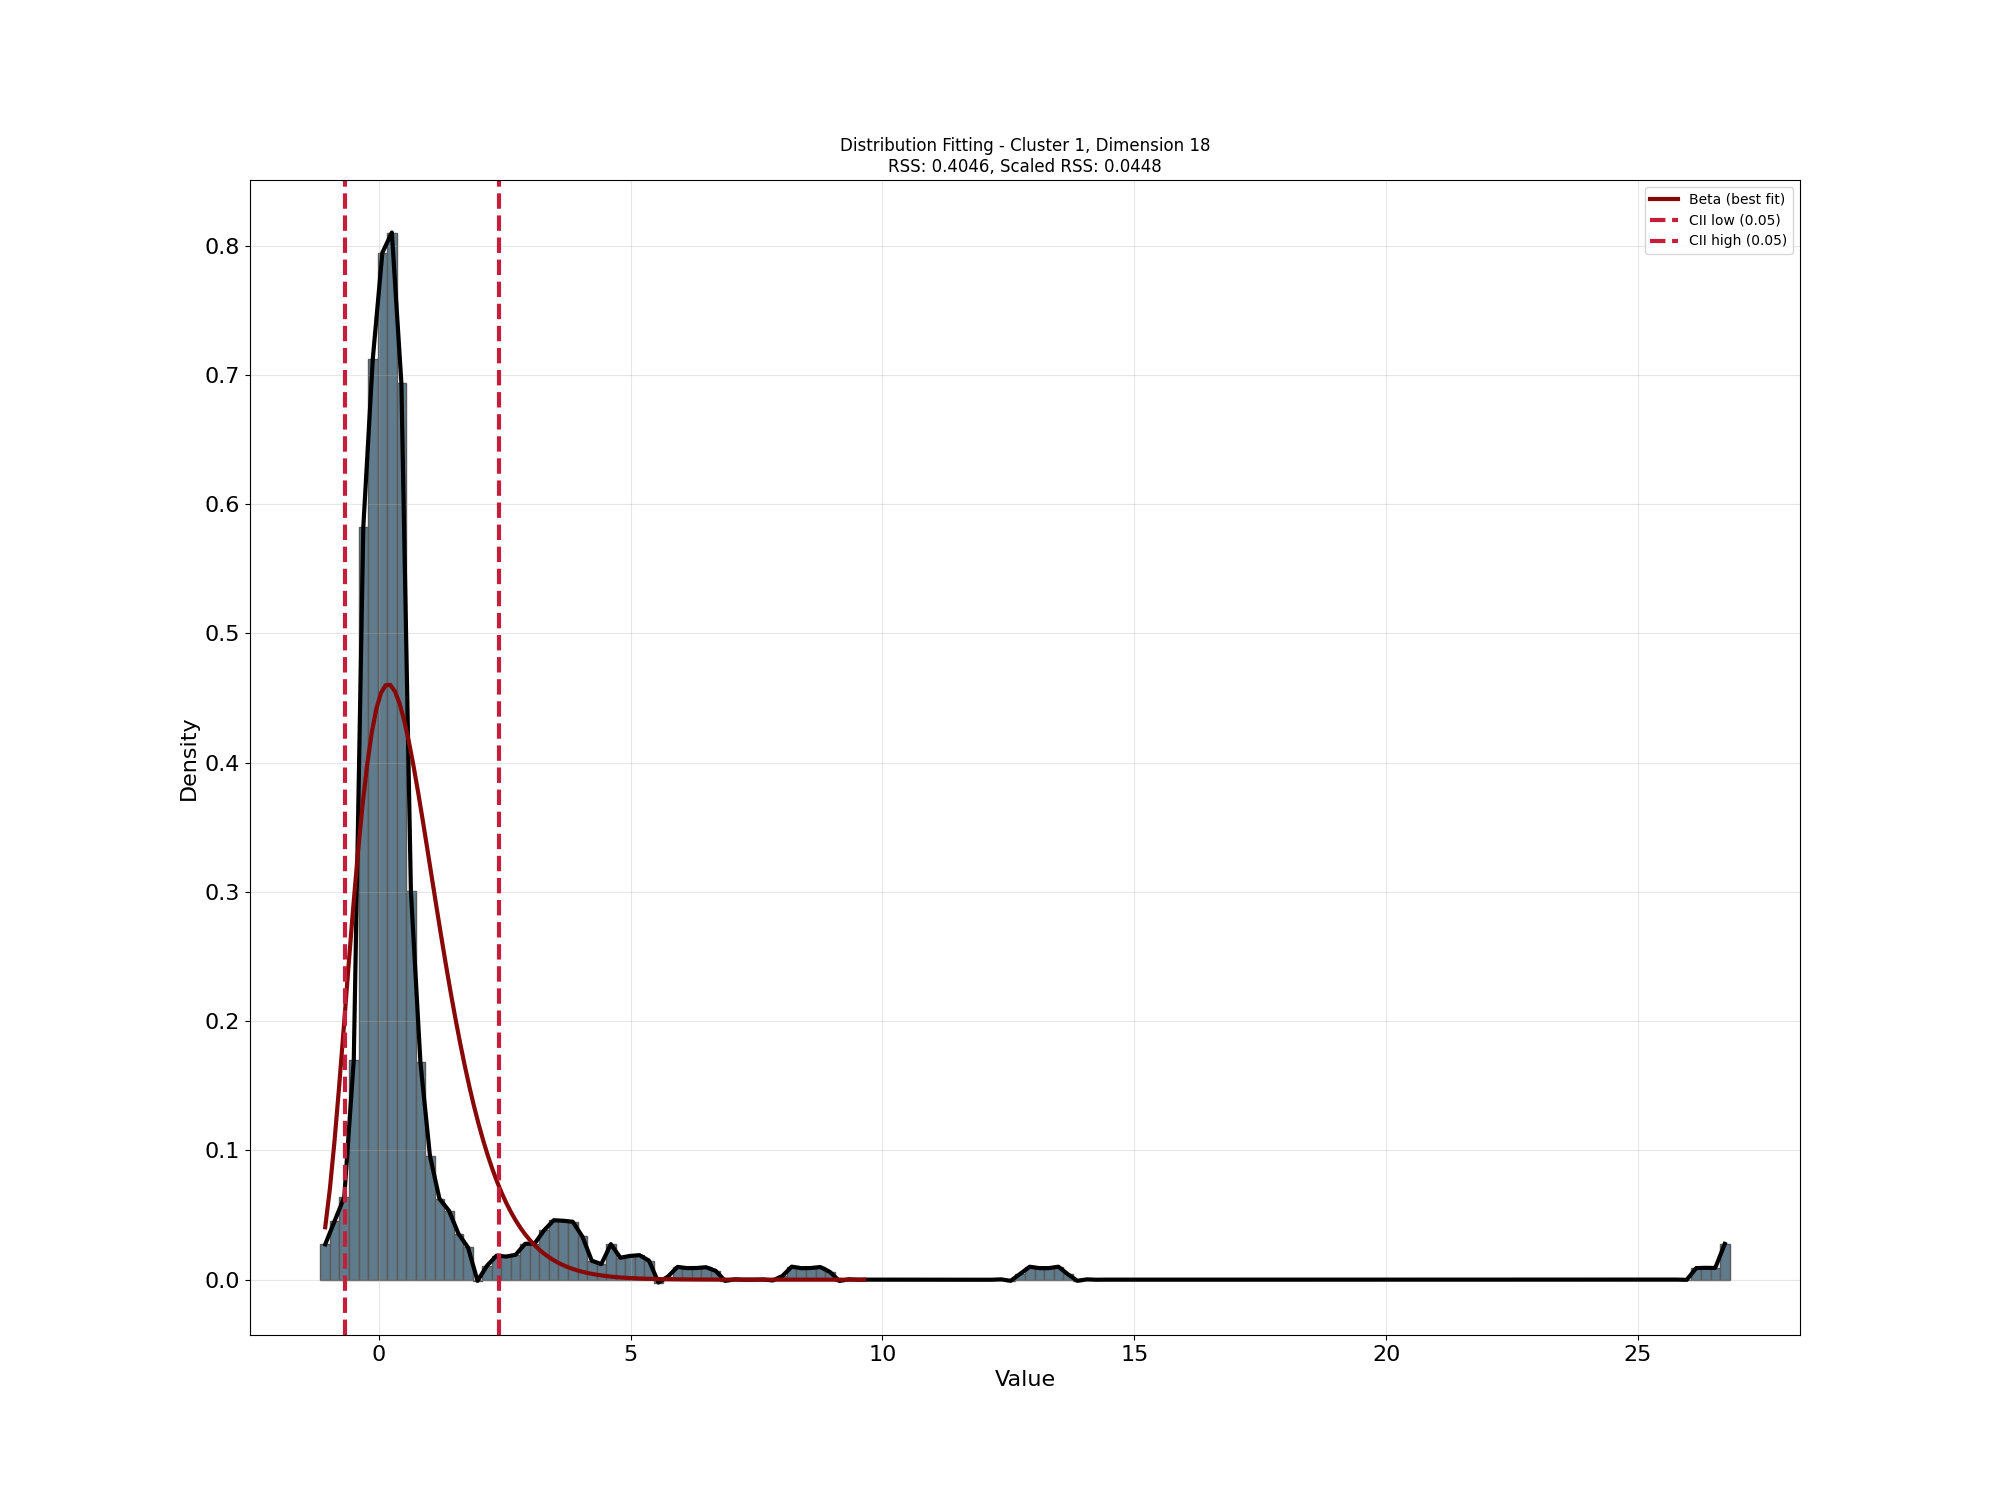 Distribution Fitting - Cluster 1, Dimension 18
RSS: 0.4046, Scaled RSS: 0.0448
Beta (best fit)
CII low (0.05)
CII high (0.05)
0.8
0.7
0.6
0.5
0.4
0.3
0.2
0.1
0.0
Density
0 5 10 15 20 25
Value